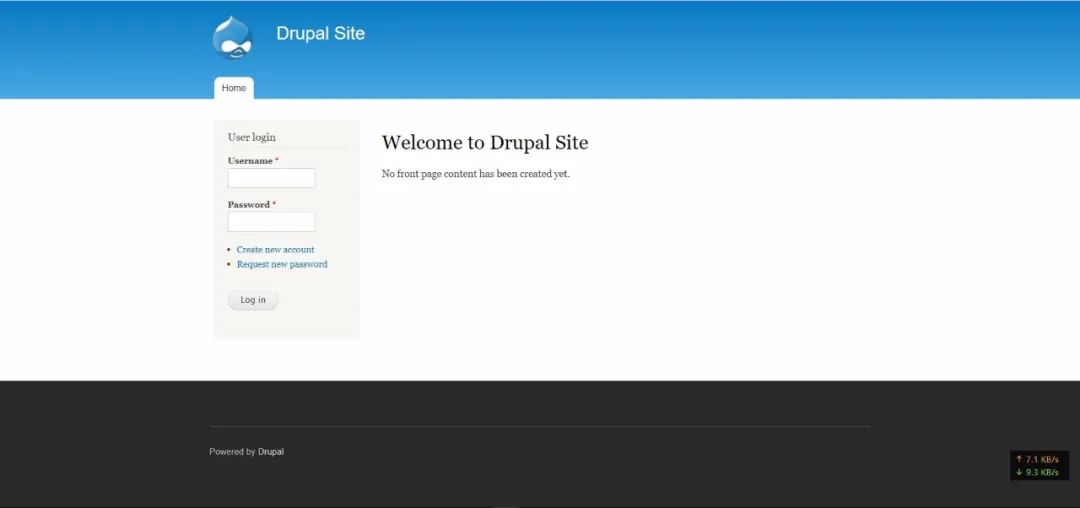 Drupal Site
Home
User login
Username *
Password *
Create new account
Request new password
Log in
Welcome to Drupal Site
No front page content has been created yet.
Powered by Drupal
↑ 7.1 KB/s
↓ 9.3 KB/s